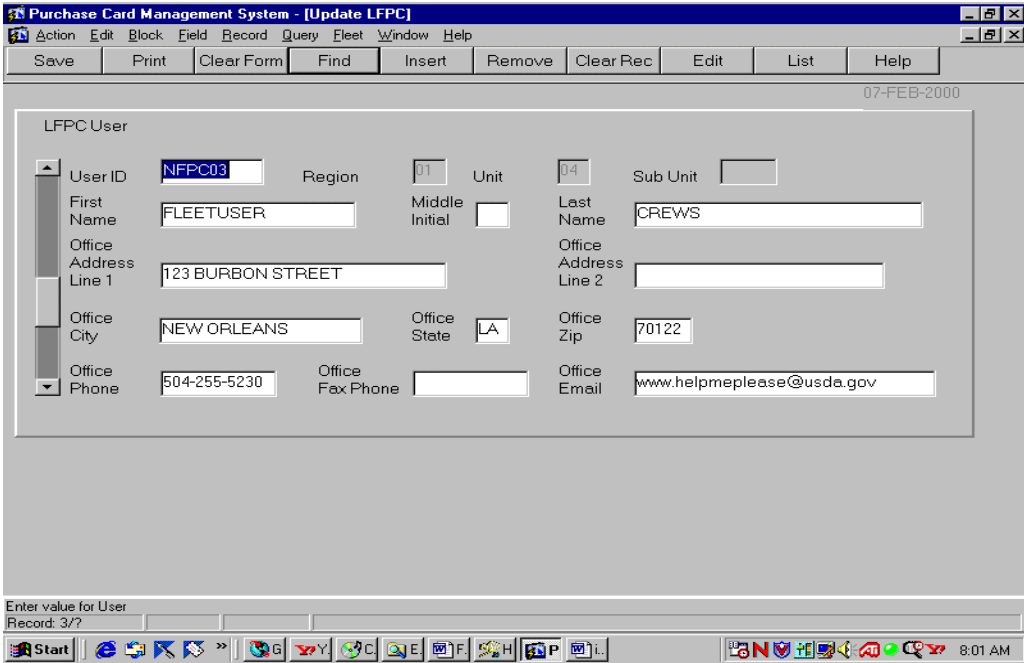 Purchase Card Management System - [Update LFPC]
Action Edit Block Field Record Query Fleet Window Help
Save Print Clear Form Find Insert Remove Clear Rec Edit List Help
07-FEB-2000
LFPC User
User ID NFPC03 Region 01 Unit 04 Sub Unit
First Name FLEETUSER Middle Initial Last Name CREWS
Office Address Line 1 123 BURBON STREET Office Address Line 2
Office City NEW ORLEANS Office State LA Office Zip 70122
Office Phone 504-255-5230 Office Fax Phone Office Email www.helpmeplease@usda.gov
Enter value for User
Record: 3/?
Start » G Y. C. E. F. H P i.. 8:01 AM